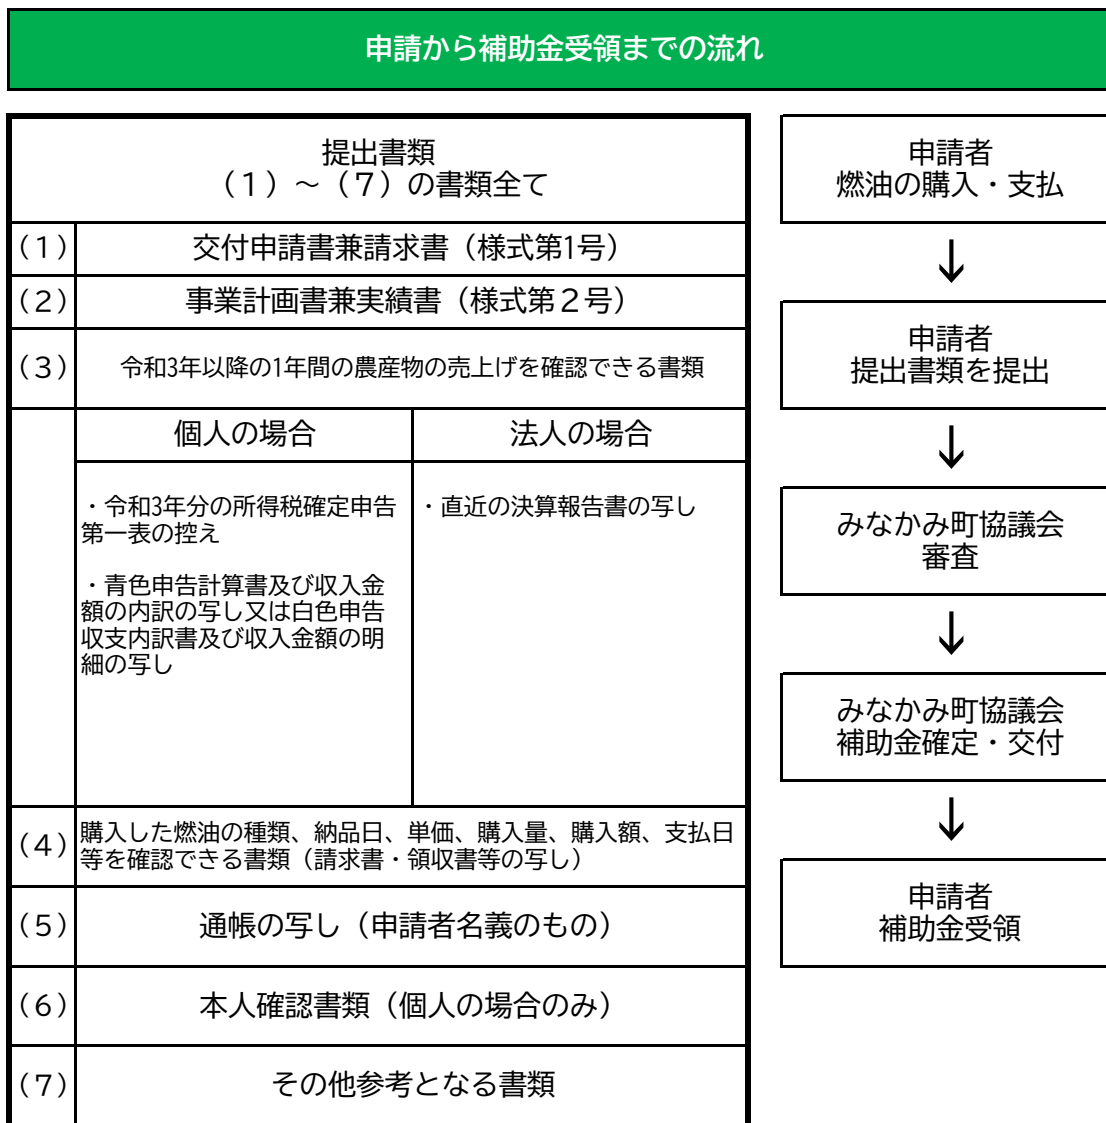 申請から補助金受領までの流れ
提出書類
（１）～（７）の書類全て
（１）
交付申請書兼請求書（様式第1号）
（２）
事業計画書兼実績書（様式第２号）
（３）
令和3年以降の1年間の農産物の売上げを確認できる書類
個人の場合
法人の場合
・令和3年分の所得税確定申告
第一表の控え
・青色申告計算書及び収入金
額の内訳の写し又は白色申告
収支内訳書及び収入金額の明
細の写し
・直近の決算報告書の写し
（４）
購入した燃油の種類、納品日、単価、購入量、購入額、支払日
等を確認できる書類（請求書・領収書等の写し）
（５）
通帳の写し（申請者名義のもの）
（６）
本人確認書類（個人の場合のみ）
（７）
その他参考となる書類
申請者
燃油の購入・支払
↓
申請者
提出書類を提出
↓
みなかみ町協議会
審査
↓
みなかみ町協議会
補助金確定・交付
↓
申請者
補助金受領